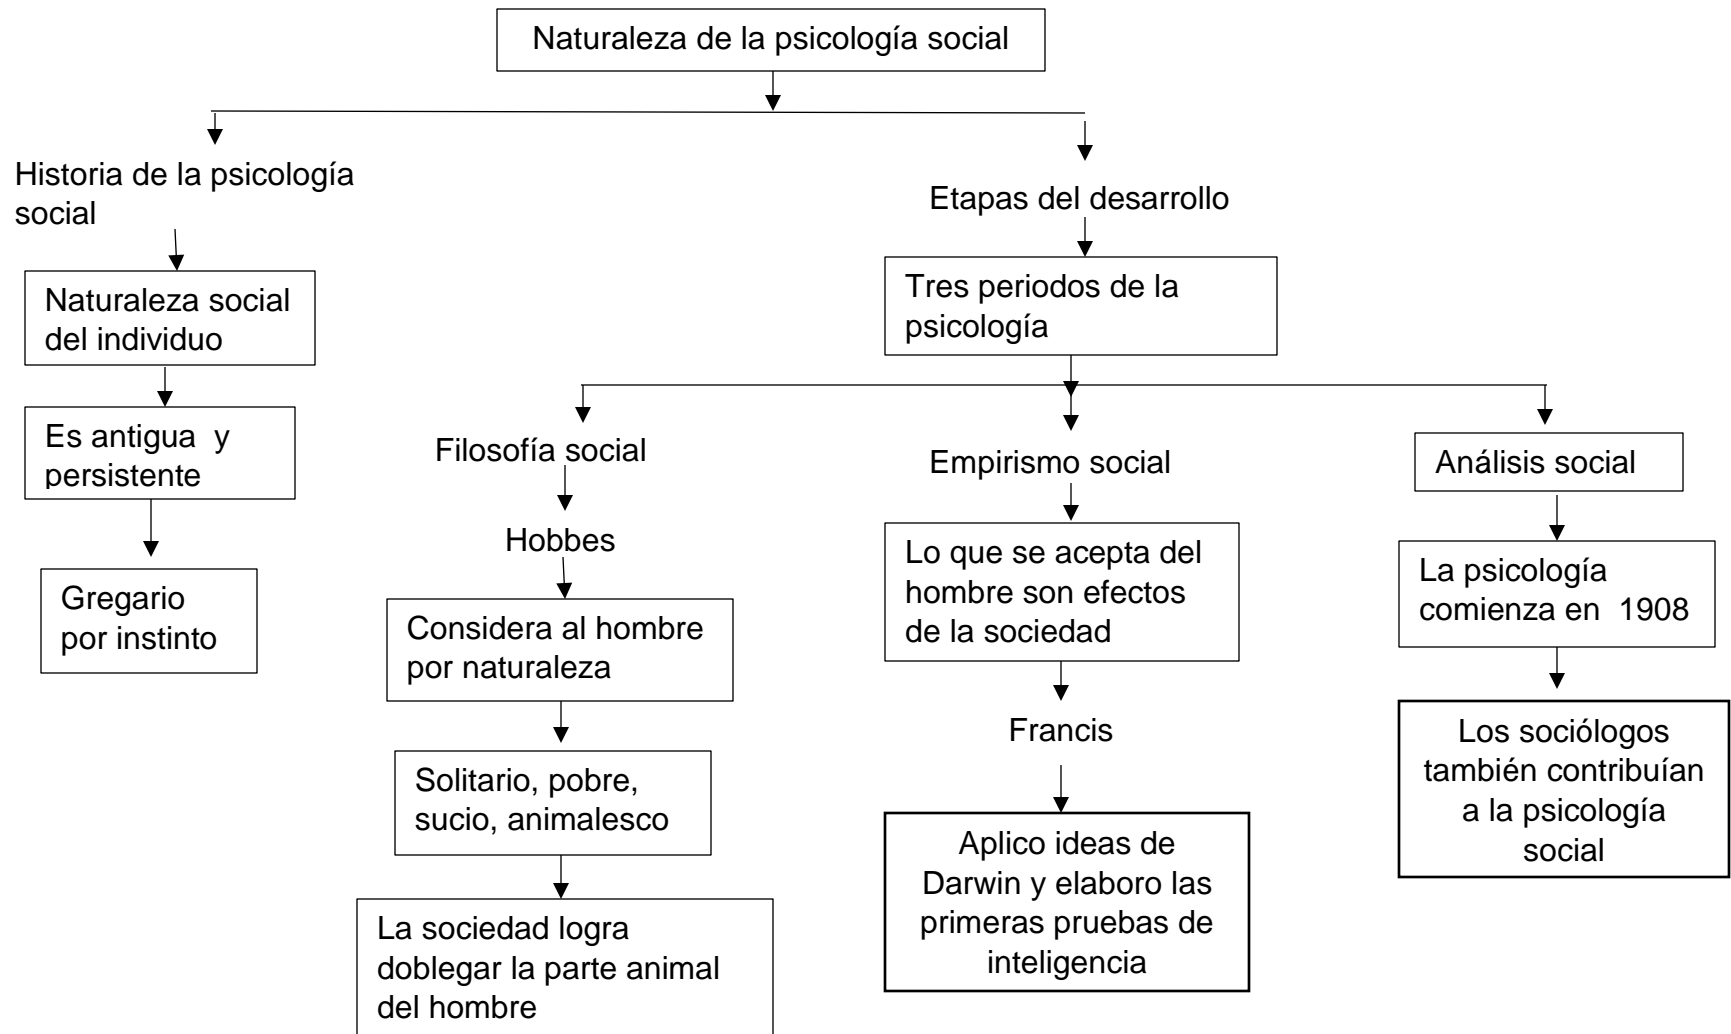 Naturaleza de la psicología social
Historia de la psicología
social
Naturaleza social
del individuo
Es antigua y
persistente
Gregario
por instinto
Etapas del desarrollo
Tres periodos de la
psicología
Filosofía social
Hobbes
Considera al hombre
por naturaleza
Solitario, pobre,
sucio, animalesco
La sociedad logra
doblegar la parte animal
del hombre
Empirismo social
Lo que se acepta del
hombre son efectos
de la sociedad
Francis
Aplico ideas de
Darwin y elaboro las
primeras pruebas de
inteligencia
Análisis social
La psicología
comienza en 1908
Los sociólogos
también contribuían
a la psicología
social